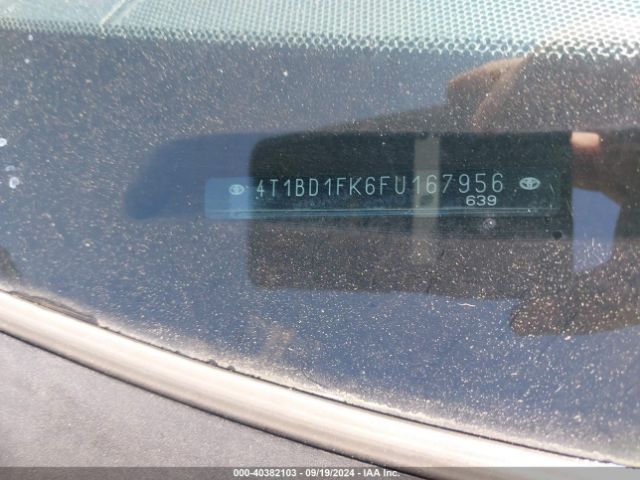 4T1BD1FK6FU167956
639
000-40382103 - 09/19/2024 - IAA Inc.